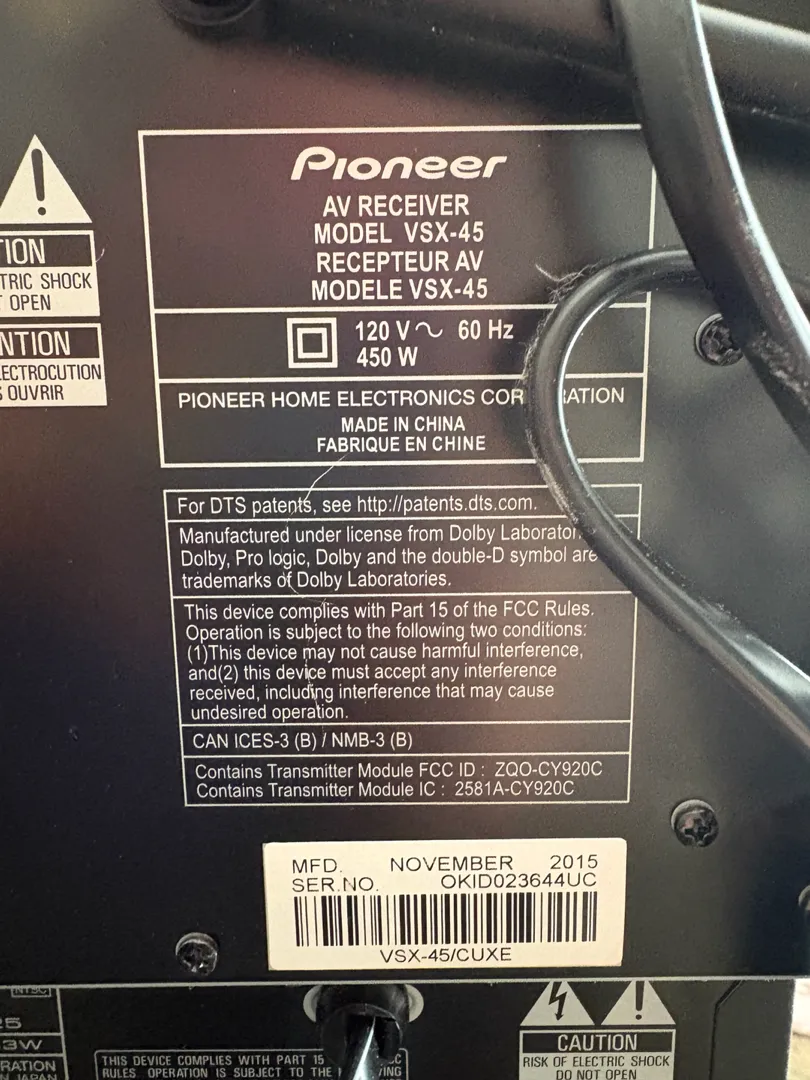 Pioneer
AV RECEIVER
MODEL VSX-45
RECEPTEUR AV
MODELE VSX-45
TRIC SHOCK
OPEN
NTION
ECTROCUTION
OUVRIR
120 V~ 60 Hz
450 W
PIONEER HOME ELECTRONICS COR ATION
MADE IN CHINA
FABRIQUE EN CHINE
For DTS patents, see http://patents.dts.com.
Manufactured under license from Dolby Laborator
Dolby, Pro logic, Dolby and the double-D symbol are
trademarks of Dolby Laboratories.
This device complies with Part 15 of the FCC Rules.
Operation is subject to the following two conditions:
(1)This device may not cause harmful interference,
and(2) this device must accept any interference
received, including interference that may cause
undesired operation.
CAN ICES-3 (B) / NMB-3 (B)
Contains Transmitter Module FCC ID : ZQO-CY920C
Contains Transmitter Module IC : 2581A-CY920C
MFD. NOVEMBER 2015
SER.NO. OKID023644UC
VSX-45/CUXE
NTSC
3W
RATION
N JAPAN
THIS DEVICE COMPLIES WITH PART 15
RULES OPERATION IS SUBJECT TO THE
CAUTION
RISK OF ELECTRIC SHOCK
DO NOT OPEN